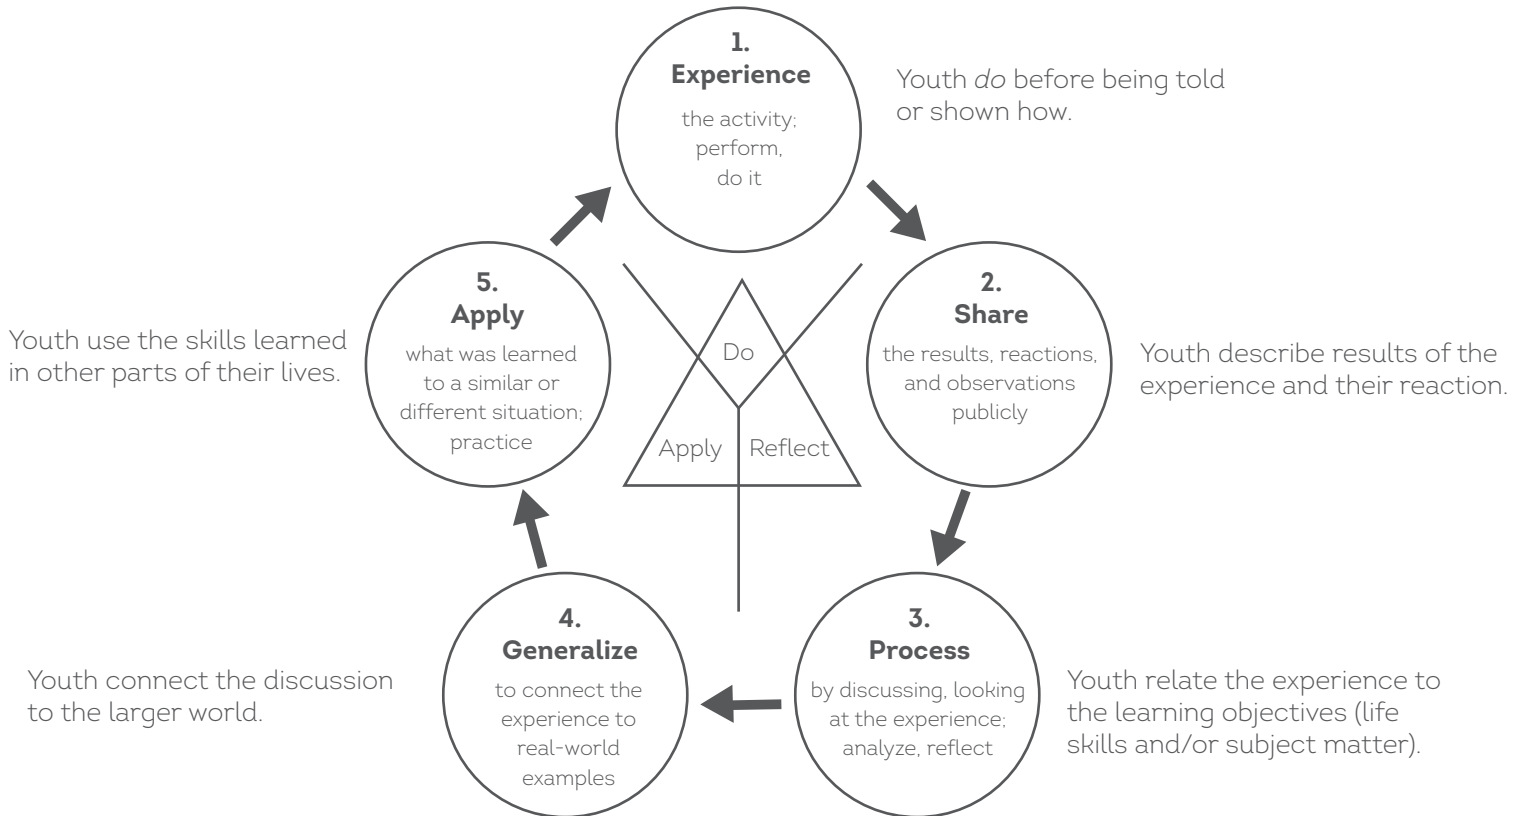 1.
Experience
the activity;
perform,
do it
Youth do before being told
or shown how.
2.
Share
the results, reactions,
and observations
publicly
Youth describe results of the
experience and their reaction.
3.
Process
by discussing, looking
at the experience;
analyze, reflect
Youth relate the experience to
the learning objectives (life
skills and/or subject matter).
4.
Generalize
to connect the
experience to
real-world
examples
Youth connect the discussion
to the larger world.
5.
Apply
what was learned
to a similar or
different situation;
practice
Youth use the skills learned
in other parts of their lives.
Do
Reflect
Apply